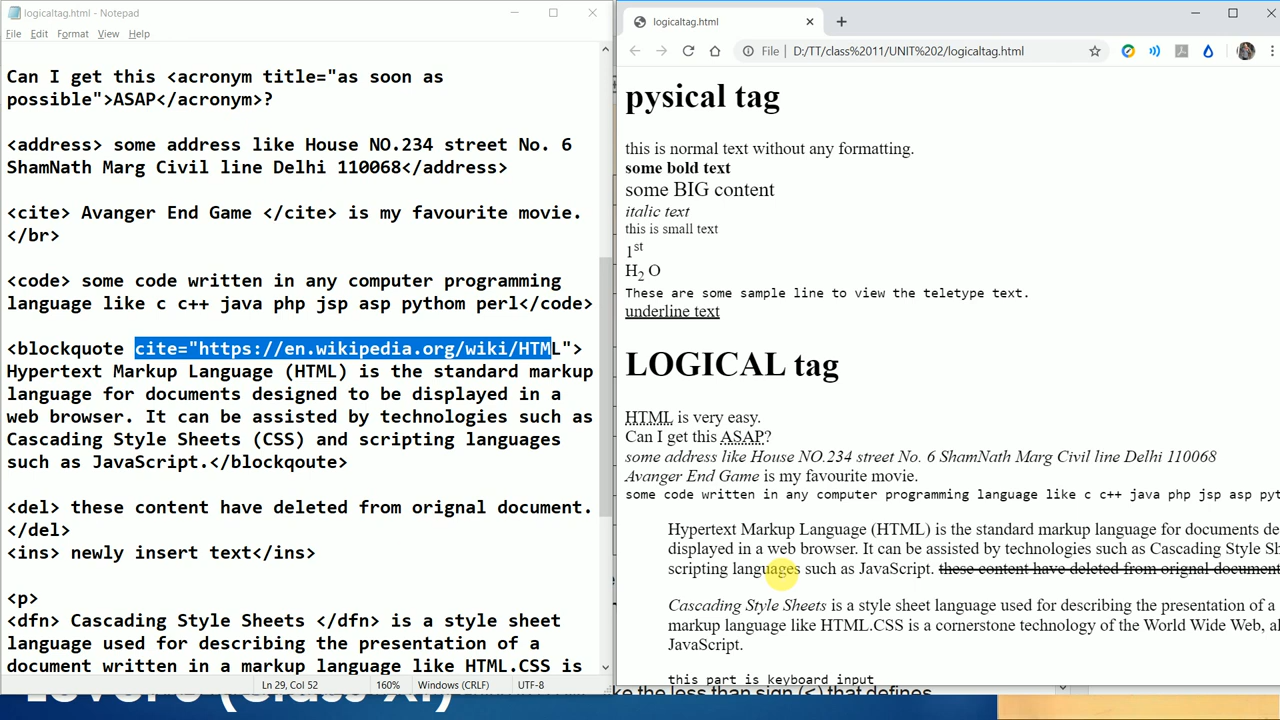 logicaltag.html - Notepad
File Edit Format View Help
Can I get this <acronym title="as soon as
possible">ASAP</acronym>?
<address> some address like House NO.234 street No. 6
ShamNath Marg Civil line Delhi 110068</address>
<cite> Avanger End Game </cite> is my favourite movie.
</br>
<code> some code written in any computer programming
language like c c++ java php jsp asp pythom perl</code>
<blockquote cite="https://en.wikipedia.org/wiki/HTML">
Hypertext Markup Language (HTML) is the standard markup
language for documents designed to be displayed in a
web browser. It can be assisted by technologies such as
Cascading Style Sheets (CSS) and scripting languages
such as JavaScript.</blockqoute>
<del> these content have deleted from orignal document.
</del>
<ins> newly insert text</ins>
<p>
<dfn> Cascading Style Sheets </dfn> is a style sheet
language used for describing the presentation of a
document written in a markup language like HTML.CSS is
Ln 29, Col 52 160% Windows (CRLF) UTF-8
logicaltag.html
File D:/TT/class%2011/UNIT%202/logicaltag.html
pysical tag
this is normal text without any formatting.
some bold text
some BIG content
italic text
this is small text
1st
H2 O
These are some sample line to view the teletype text.
underline text
LOGICAL tag
HTML is very easy.
Can I get this ASAP?
some address like House NO.234 street No. 6 ShamNath Marg Civil line Delhi 110068
Avanger End Game is my favourite movie.
some code written in any computer programming language like c c++ java php jsp asp pyt
Hypertext Markup Language (HTML) is the standard markup language for documents de
displayed in a web browser. It can be assisted by technologies such as Cascading Style Sh
scripting languages such as JavaScript. these content have deleted from orignal document
Cascading Style Sheets is a style sheet language used for describing the presentation of a
markup language like HTML.CSS is a cornerstone technology of the World Wide Web, al
JavaScript.
this part is keyboard input
ke the less than sign (<) that defines